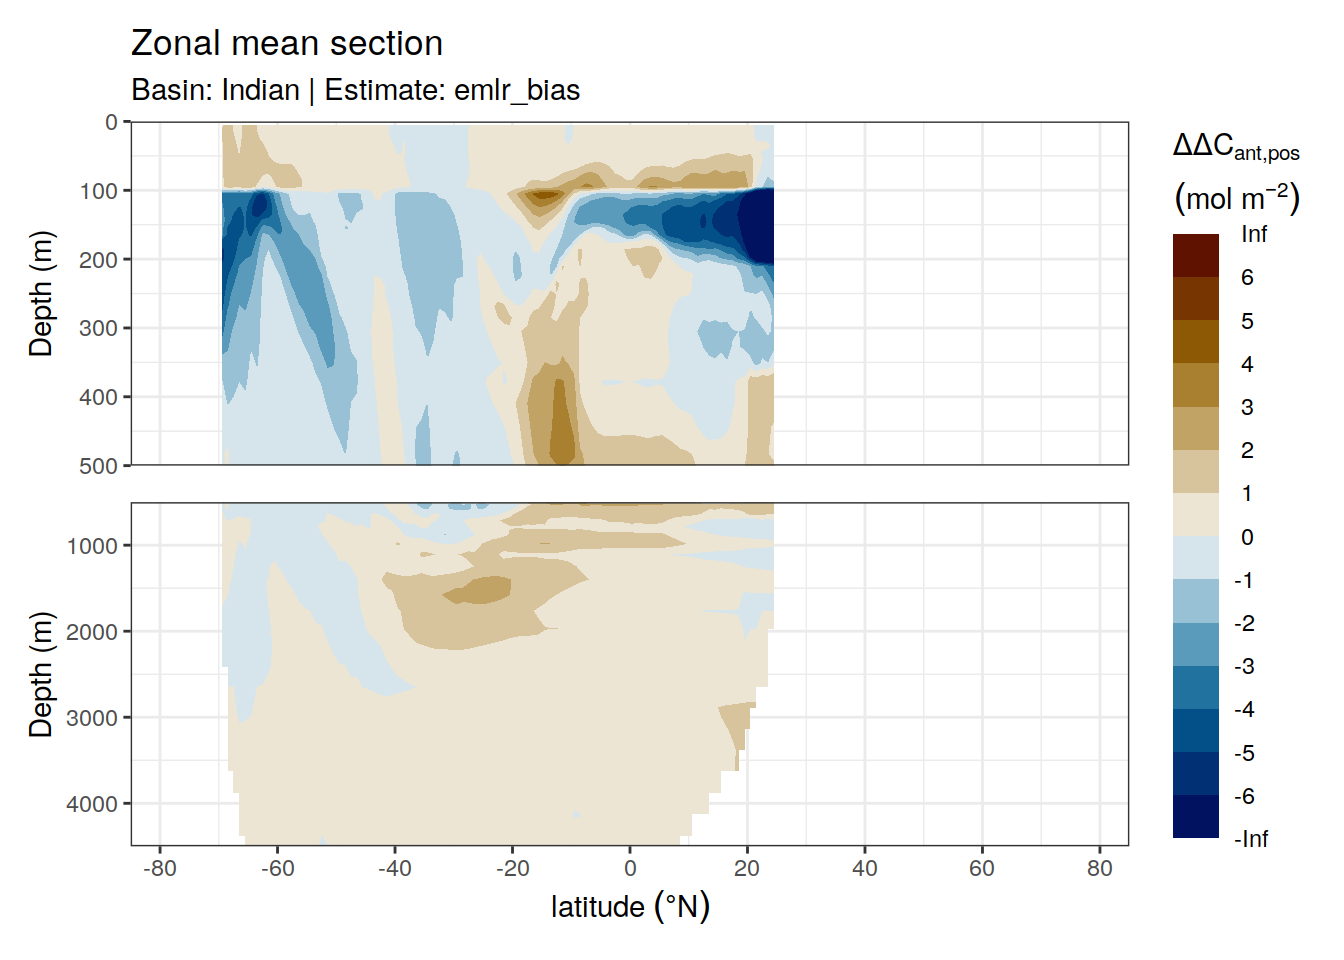 Zonal mean section
Basin: Indian | Estimate: emlr_bias
0
100
200
300
400
500
Depth (m)
1000
2000
3000
4000
Depth (m)
-80 -60 -40 -20 0 20 40 60 80
latitude (°N)
ΔΔC_ant,pos
(mol m⁻²)
Inf
6
5
4
3
2
1
0
-1
-2
-3
-4
-5
-6
-Inf